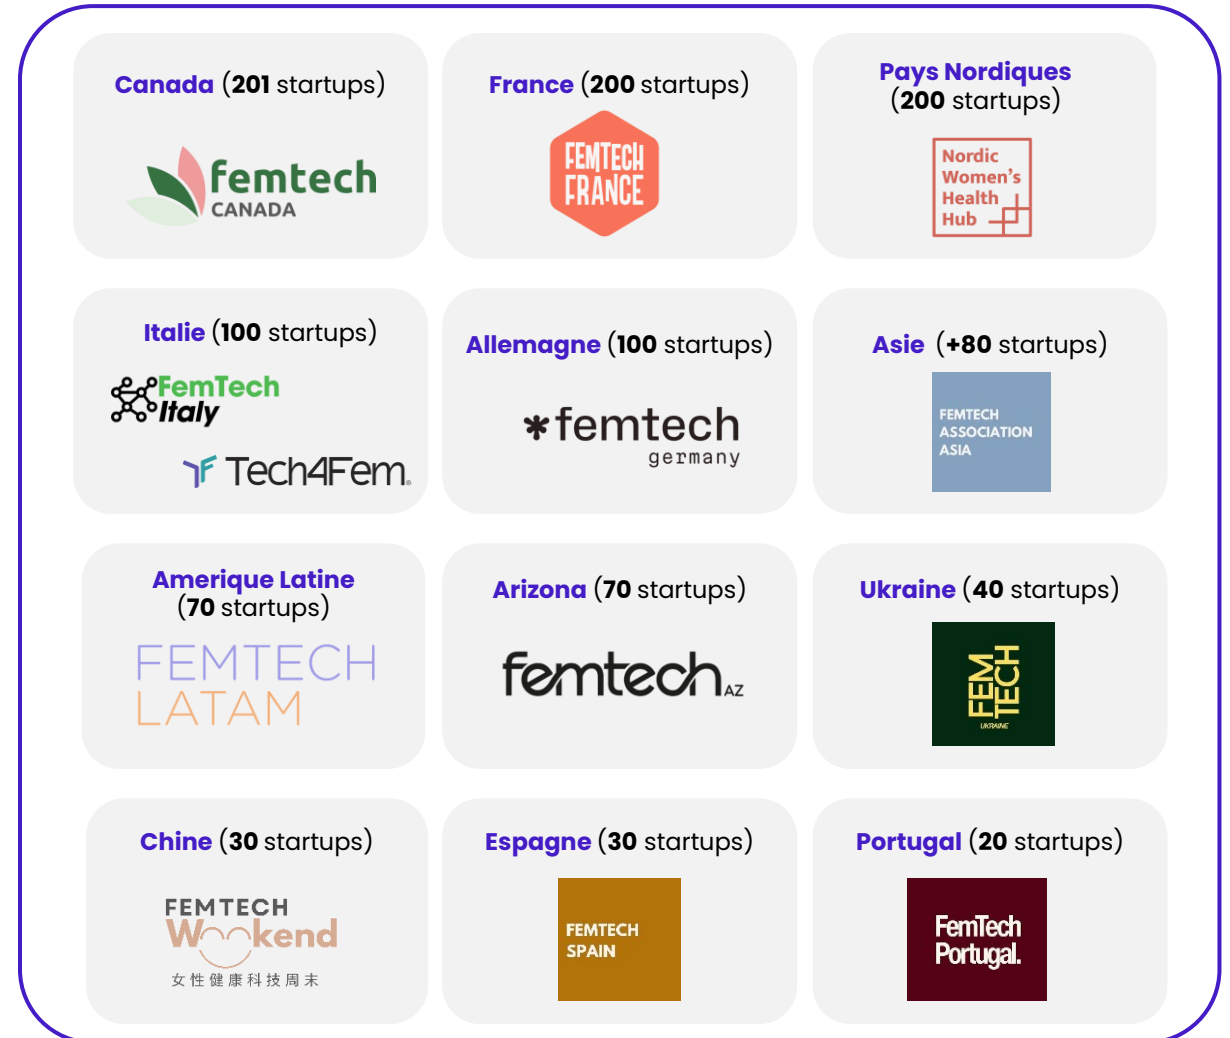 Canada (201 startups)
femtech
CANADA
France (200 startups)
FEMTECH
FRANCE
Pays Nordiques
(200 startups)
Nordic
Women's
Health
Hub
Italie (100 startups)
FemTech
Italy
Tech4Fem®
Allemagne (100 startups)
*femtech
germany
Asie (+80 startups)
FEMTECH
ASSOCIATION
ASIA
Amerique Latine
(70 startups)
FEMTECH
LATAM
Arizona (70 startups)
femtech AZ
Ukraine (40 startups)
FEM
TECH
UKRAINE
Chine (30 startups)
FEMTECH
Weekend
女性健康科技周末
Espagne (30 startups)
FEMTECH
SPAIN
Portugal (20 startups)
FemTech
Portugal.